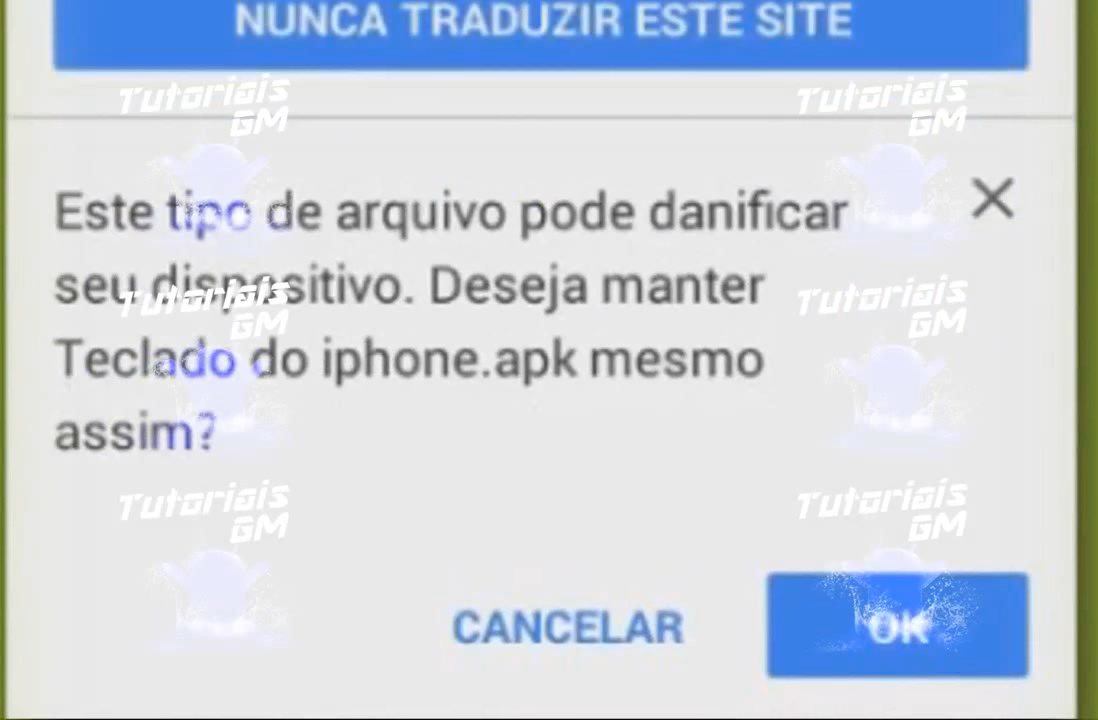 NUNCA TRADUZIR ESTE SITE
Tutoriais
GM
Tutoriais
GM
Este tipo de arquivo pode danificar
seu dispositivo. Deseja manter
Teclado do iphone.apk mesmo
assim?
Tutoriais
GM
Tutoriais
GM
Tutoriais
GM
Tutoriais
GM
CANCELAR
OK